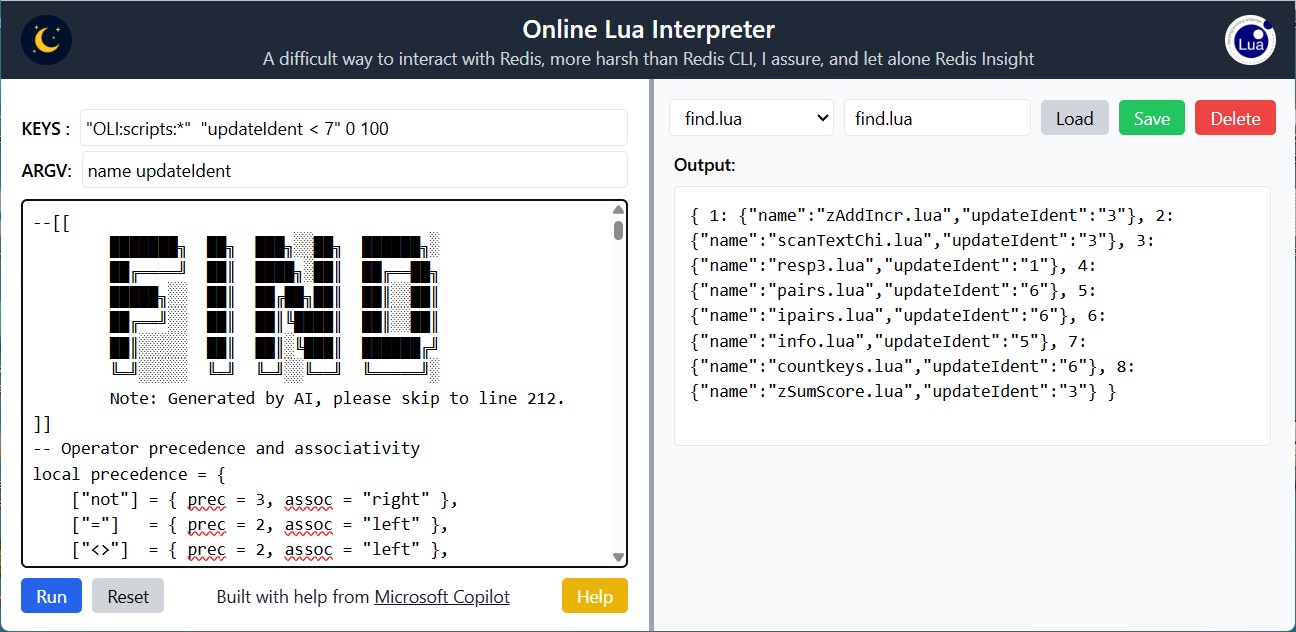 Online Lua Interpreter
A difficult way to interact with Redis, more harsh than Redis CLI, I assure, and let alone Redis Insight
Lua
KEYS :
"OLI:scripts:*"  "updateIdent < 7" 0 100
ARGV:
name updateIdent
--[[
FIND
Note: Generated by AI, please skip to line 212.
]]
-- Operator precedence and associativity
local precedence = {
    ["not"] = { prec = 3, assoc = "right" },
    ["="]   = { prec = 2, assoc = "left" },
    ["<>"]  = { prec = 2, assoc = "left" },
Run
Reset
Built with help from Microsoft Copilot
Help
find.lua
find.lua
Load
Save
Delete
Output:
{ 1: {"name":"zAddIncr.lua","updateIdent":"3"}, 2:
{"name":"scanTextChi.lua","updateIdent":"3"}, 3:
{"name":"resp3.lua","updateIdent":"1"}, 4:
{"name":"pairs.lua","updateIdent":"6"}, 5:
{"name":"ipairs.lua","updateIdent":"6"}, 6:
{"name":"info.lua","updateIdent":"5"}, 7:
{"name":"countkeys.lua","updateIdent":"6"}, 8:
{"name":"zSumScore.lua","updateIdent":"3"} }